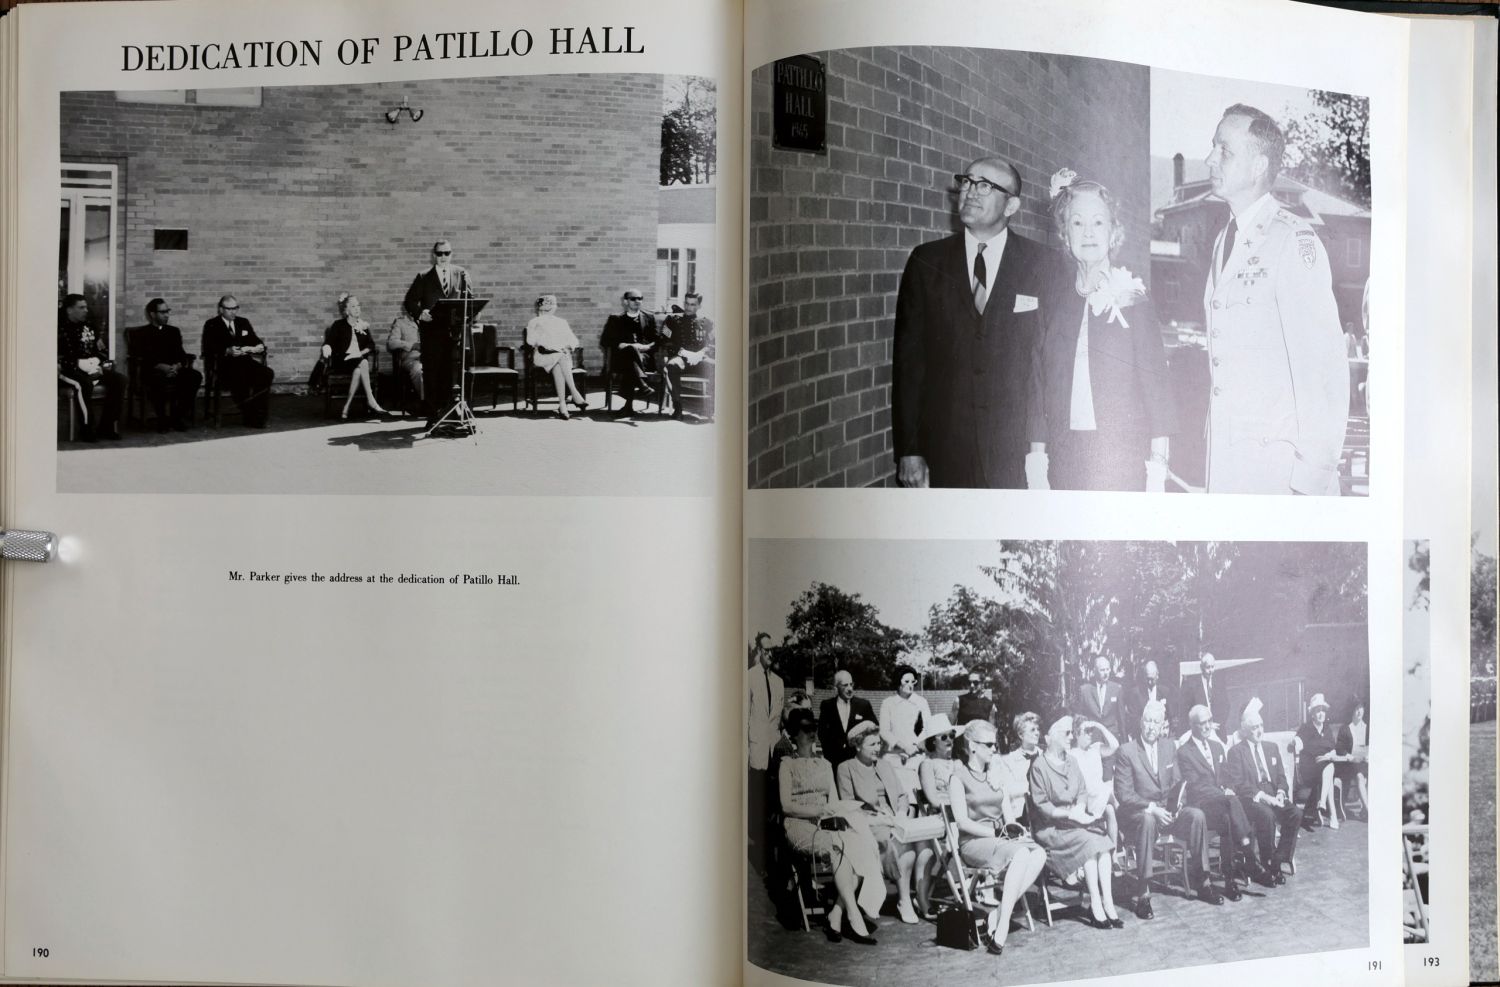 DEDICATION OF PATILLO HALL
Mr. Parker gives the address at the dedication of Patillo Hall.
190
PATTILLO
HALL
1965
191
193